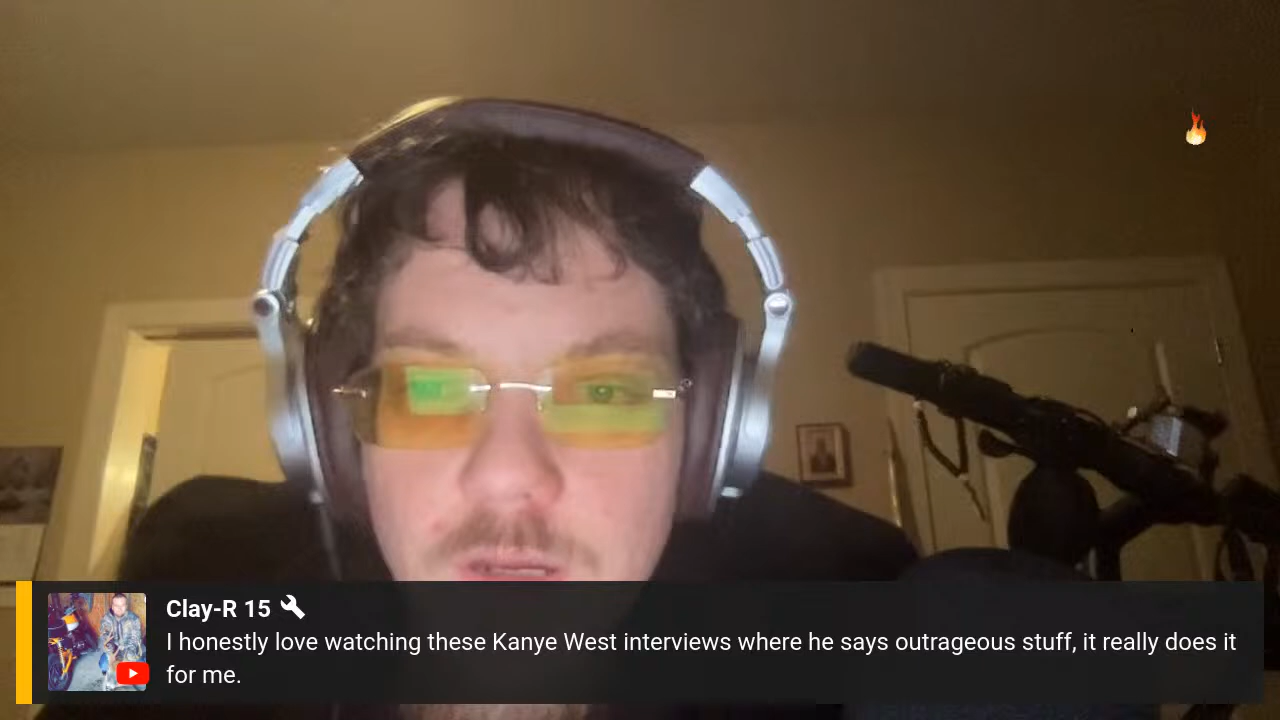 Clay-R 15
I honestly love watching these Kanye West interviews where he says outrageous stuff, it really does it
for me.